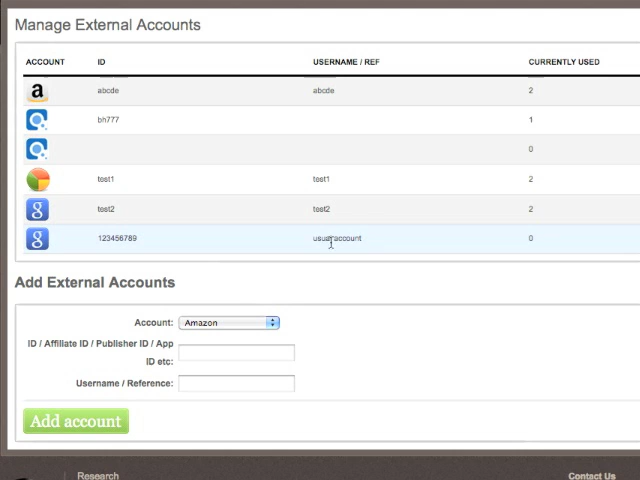 Manage External Accounts
ACCOUNT ID USERNAME / REF CURRENTLY USED
a abcde abcde 2
bh777 1
0
test1 test1 2
g test2 test2 2
g 123456789 usual account 0
Add External Accounts
Account: Amazon
ID / Affiliate ID / Publisher ID / App
ID etc:
Username / Reference:
Add account
Research Contact Us